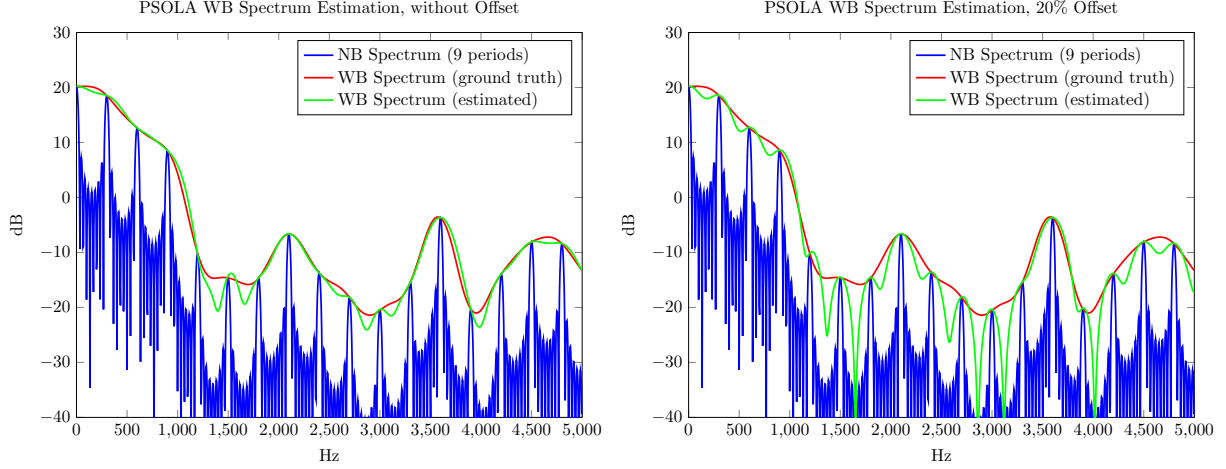 PSOLA WB Spectrum Estimation, without Offset
30
20
10
0
−10
−20
−30
−40
dB
NB Spectrum (9 periods)
WB Spectrum (ground truth)
WB Spectrum (estimated)
0 500 1,000 1,500 2,000 2,500 3,000 3,500 4,000 4,500 5,000
Hz
PSOLA WB Spectrum Estimation, 20% Offset
30
20
10
0
−10
−20
−30
−40
dB
NB Spectrum (9 periods)
WB Spectrum (ground truth)
WB Spectrum (estimated)
0 500 1,000 1,500 2,000 2,500 3,000 3,500 4,000 4,500 5,000
Hz